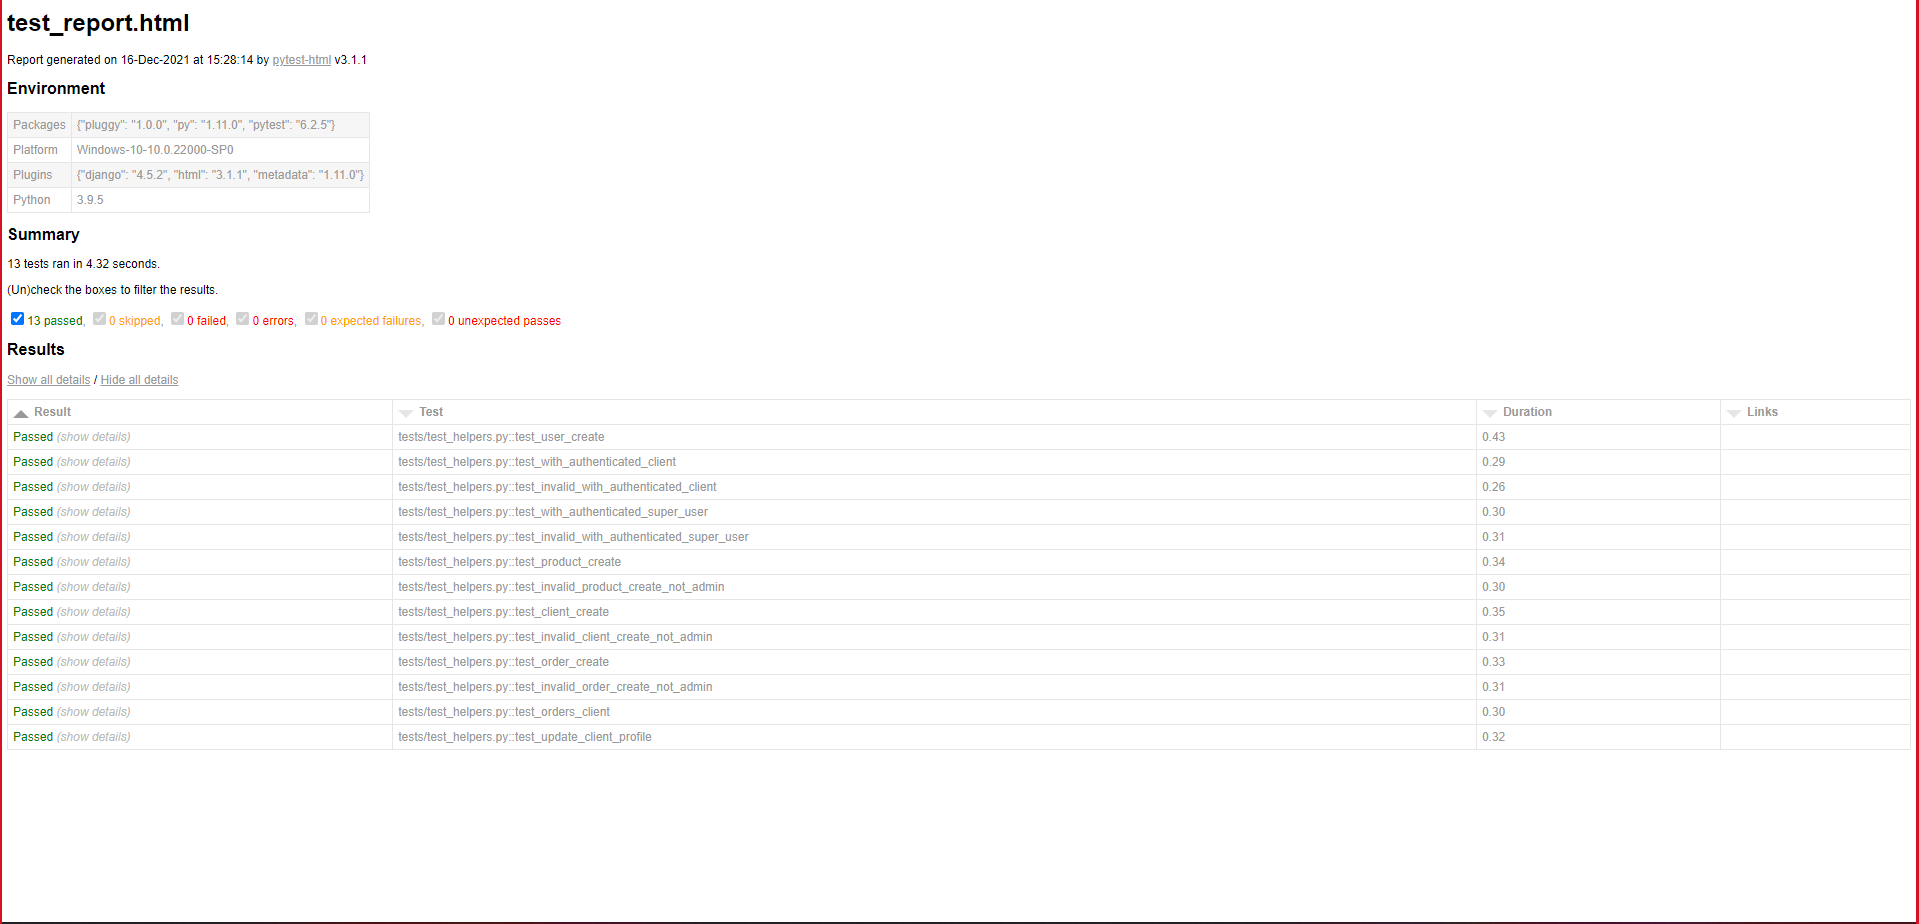 test_report.html
Report generated on 16-Dec-2021 at 15:28:14 by pytest-html v3.1.1
Environment
Packages {"pluggy": "1.0.0", "py": "1.11.0", "pytest": "6.2.5"}
Platform Windows-10-10.0.22000-SP0
Plugins {"django": "4.5.2", "html": "3.1.1", "metadata": "1.11.0"}
Python 3.9.5
Summary
13 tests ran in 4.32 seconds.
(Un)check the boxes to filter the results.
13 passed, 0 skipped, 0 failed, 0 errors, 0 expected failures, 0 unexpected passes
Results
Show all details / Hide all details
Result Test Duration Links
Passed (show details) tests/test_helpers.py::test_user_create 0.43
Passed (show details) tests/test_helpers.py::test_with_authenticated_client 0.29
Passed (show details) tests/test_helpers.py::test_invalid_with_authenticated_client 0.26
Passed (show details) tests/test_helpers.py::test_with_authenticated_super_user 0.30
Passed (show details) tests/test_helpers.py::test_invalid_with_authenticated_super_user 0.31
Passed (show details) tests/test_helpers.py::test_product_create 0.34
Passed (show details) tests/test_helpers.py::test_invalid_product_create_not_admin 0.30
Passed (show details) tests/test_helpers.py::test_client_create 0.35
Passed (show details) tests/test_helpers.py::test_invalid_client_create_not_admin 0.31
Passed (show details) tests/test_helpers.py::test_order_create 0.33
Passed (show details) tests/test_helpers.py::test_invalid_order_create_not_admin 0.31
Passed (show details) tests/test_helpers.py::test_orders_client 0.30
Passed (show details) tests/test_helpers.py::test_update_client_profile 0.32